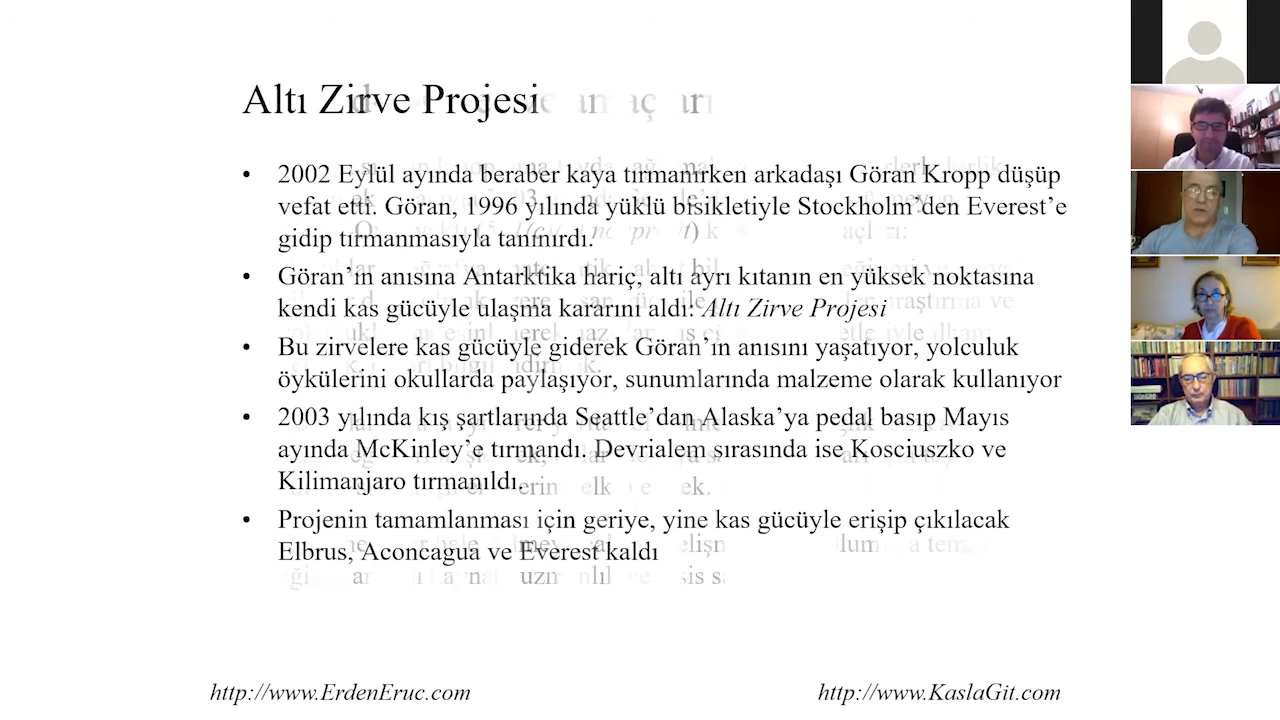 Altı Zirve Projesi
• 2002 Eylül ayında beraber kaya tırmanırken arkadaşı Göran Kropp düşüp
vefat etti. Göran, 1996 yılında yüklü bisikletiyle Stockholm’den Everest’e
gidip tırmanmasıyla tanınırdı.
• Göran’ın anısına Antarktika hariç, altı ayrı kıtanın en yüksek noktasına
kendi kas gücüyle ulaşma kararını aldı: Altı Zirve Projesi
• Bu zirvelere kas gücüyle giderek Göran’ın anısını yaşatıyor, yolculuk
öykülerini okullarda paylaşıyor, sunumlarında malzeme olarak kullanıyor
• 2003 yılında kış şartlarında Seattle’dan Alaska’ya pedal basıp Mayıs
ayında McKinley’e tırmandı. Devrialem sırasında ise Kosciuszko ve
Kilimanjaro tırmanıldı.
• Projenin tamamlanması için geriye, yine kas gücüyle erişip çıkılacak
Elbrus, Aconcagua ve Everest kaldı
http://www.ErdenEruc.com
http://www.KaslaGit.com